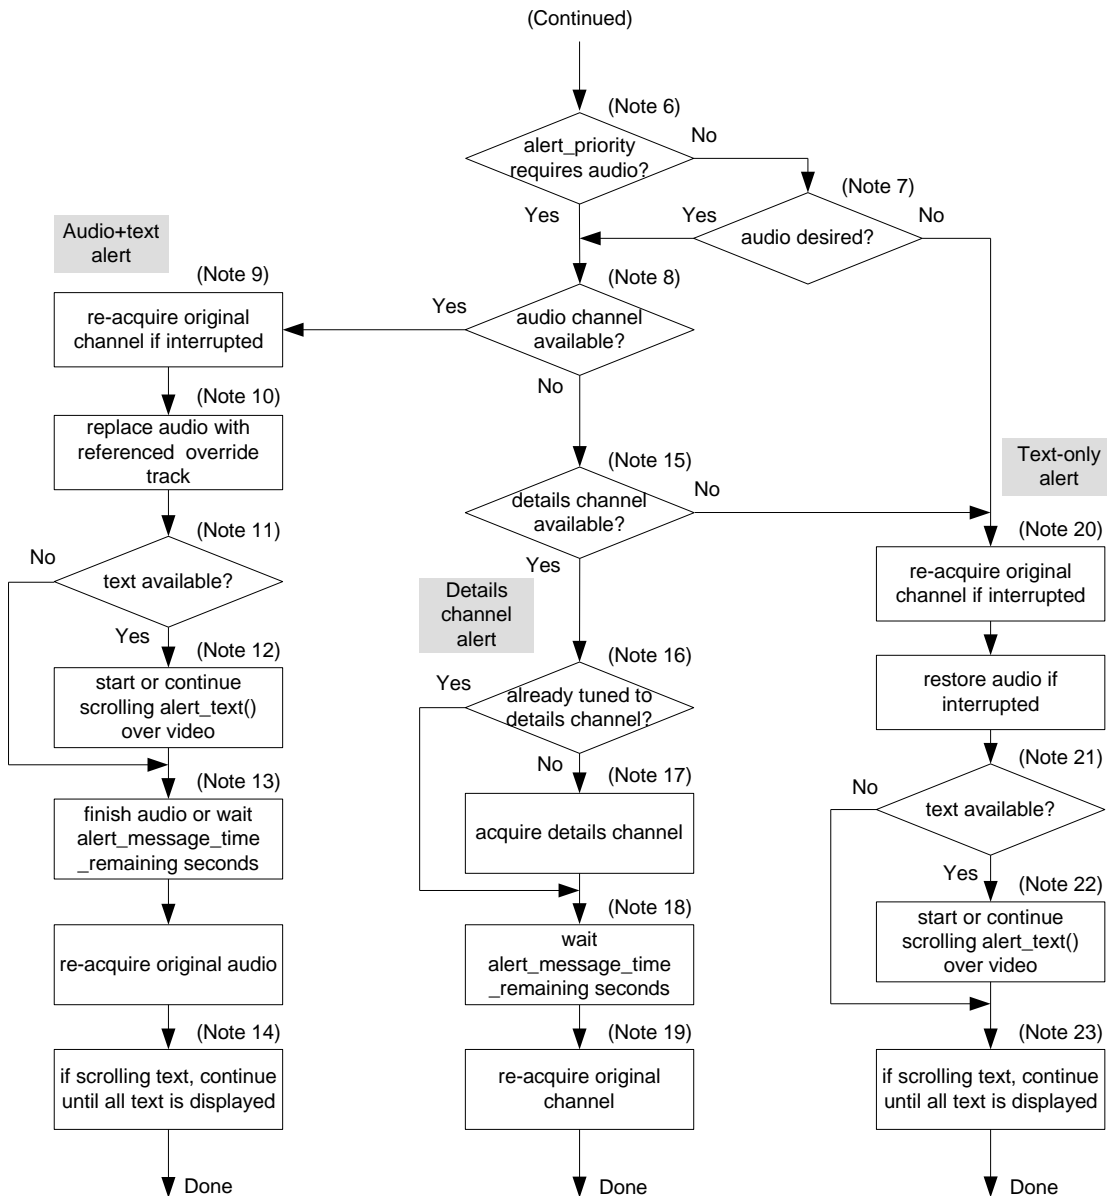 (Continued)
(Note 6)
alert_priority
requires audio?
No
Yes
(Note 7)
audio desired?
Yes
No
(Note 8)
audio channel
available?
Yes
No
Audio+text
alert
(Note 9)
re-acquire original
channel if interrupted
(Note 10)
replace audio with
referenced override
track
(Note 11)
text available?
No
Yes
(Note 12)
start or continue
scrolling alert_text()
over video
(Note 13)
finish audio or wait
alert_message_time
_remaining seconds
re-acquire original audio
(Note 14)
if scrolling text, continue
until all text is displayed
Done
(Note 15)
details channel
available?
No
Yes
Details
channel
alert
(Note 16)
already tuned to
details channel?
Yes
No
(Note 17)
acquire details channel
(Note 18)
wait
alert_message_time
_remaining seconds
(Note 19)
re-acquire original
channel
Done
Text-only
alert
(Note 20)
re-acquire original
channel if interrupted
restore audio if
interrupted
(Note 21)
text available?
No
Yes
(Note 22)
start or continue
scrolling alert_text()
over video
(Note 23)
if scrolling text, continue
until all text is displayed
Done